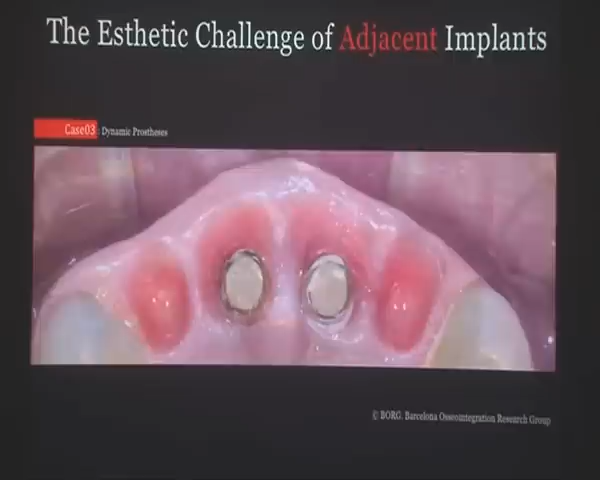 The Esthetic Challenge of Adjacent Implants
Case03: Dynamic Prostheses
© BORG. Barcelona Osseointegration Research Group